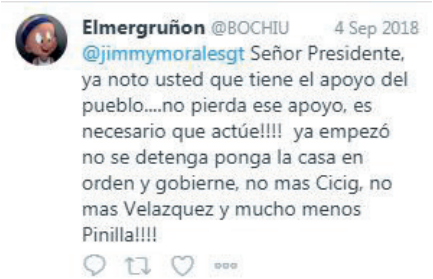 Elmergruñon @BOCHIU 4 Sep 2018
@jimmymoralesgt Señor Presidente,
ya noto usted que tiene el apoyo del
pueblo....no pierda ese apoyo, es
necesario que actúe!!!! ya empezó
no se detenga ponga la casa en
orden y gobierne, no mas Cicig, no
mas Velazquez y mucho menos
Pinilla!!!!